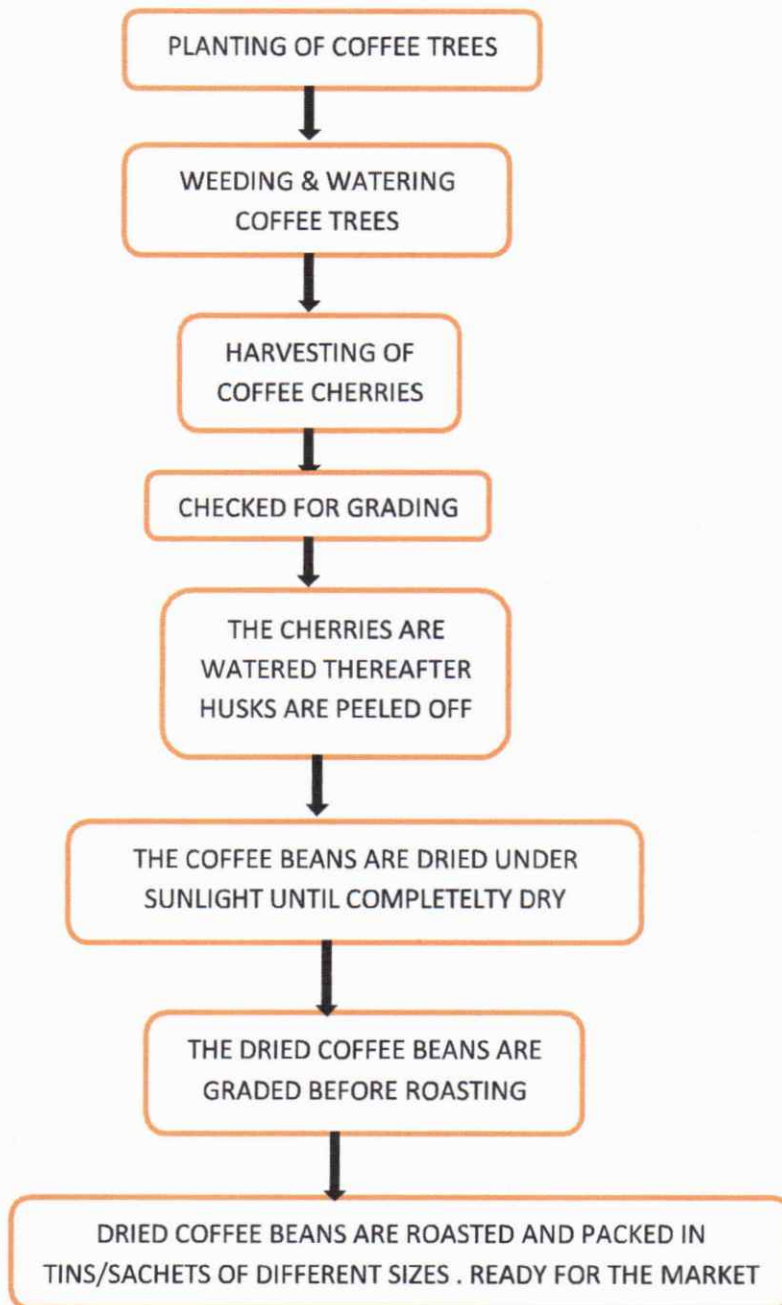 PLANTING OF COFFEE TREES
WEEDING & WATERING
COFFEE TREES
HARVESTING OF
COFFEE CHERRIES
CHECKED FOR GRADING
THE CHERRIES ARE
WATERED THEREAFTER
HUSKS ARE PEELED OFF
THE COFFEE BEANS ARE DRIED UNDER
SUNLIGHT UNTIL COMPLETELTY DRY
THE DRIED COFFEE BEANS ARE
GRADED BEFORE ROASTING
DRIED COFFEE BEANS ARE ROASTED AND PACKED IN
TINS/SACHETS OF DIFFERENT SIZES . READY FOR THE MARKET